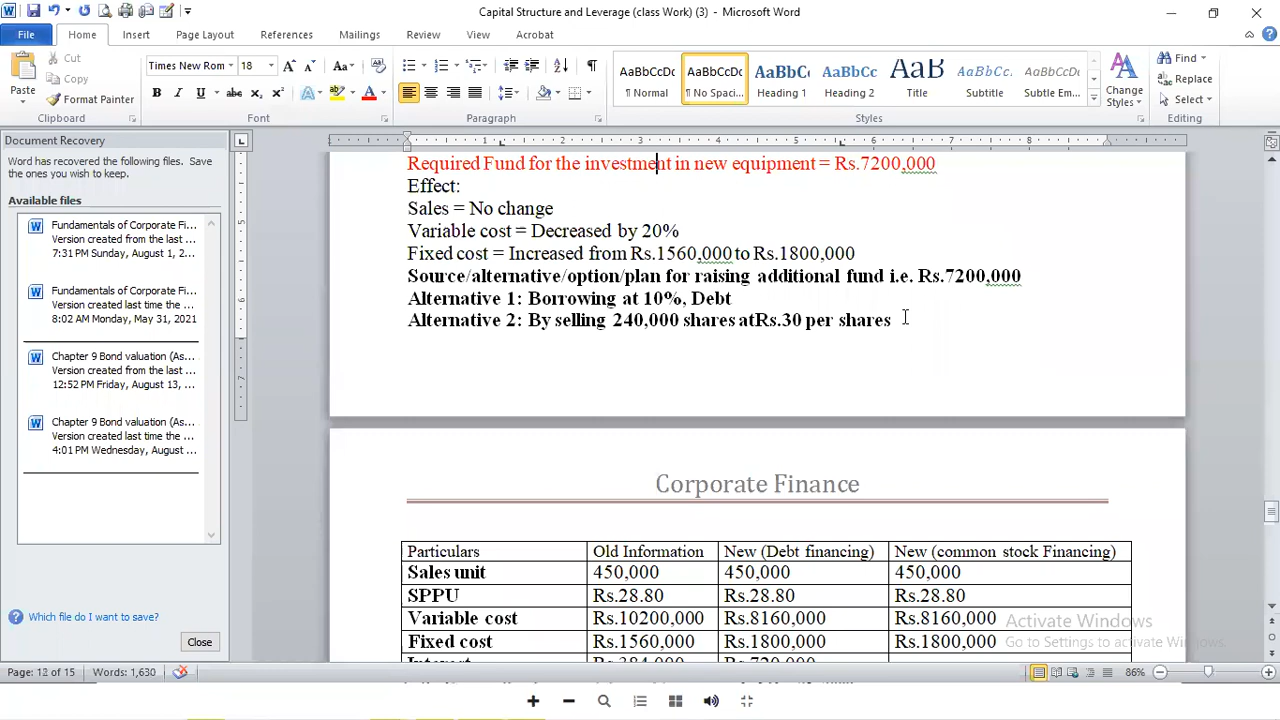 Capital Structure and Leverage (class Work) (3) - Microsoft Word
File Home Insert Page Layout References Mailings Review View Acrobat
Paste
Cut
Copy
Format Painter
Clipboard
Times New Rom 18
Font
Paragraph
AaBbCcDc AaBbCcDc AaBbCc AaBbCc AaB AaBbCcL AaBbCcDc
¶ Normal ¶ No Spaci... Heading 1 Heading 2 Title Subtitle Subtle Em...
Styles
Change Styles
Find
Replace
Select
Editing
Document Recovery
Word has recovered the following files. Save
the ones you wish to keep.
Available files
Fundamentals of Corporate Fi...
Version created from the last ...
7:31 PM Sunday, August 1, 2...
Fundamentals of Corporate Fi...
Version created from the last ...
8:02 AM Monday, May 31, 2021
Chapter 9 Bond valuation (As...
Version created from the last ...
12:52 PM Friday, August 13, ...
Chapter 9 Bond valuation (As...
Version created last time the ...
4:01 PM Wednesday, August ...
Which file do I want to save?
Close
Required Fund for the investment in new equipment = Rs.7200,000
Effect:
Sales = No change
Variable cost = Decreased by 20%
Fixed cost = Increased from Rs.1560,000 to Rs.1800,000
Source/alternative/option/plan for raising additional fund i.e. Rs.7200,000
Alternative 1: Borrowing at 10%, Debt
Alternative 2: By selling 240,000 shares atRs.30 per shares
Corporate Finance
Particulars Old Information New (Debt financing) New (common stock Financing)
Sales unit 450,000 450,000 450,000
SPPU Rs.28.80 Rs.28.80 Rs.28.80
Variable cost Rs.10200,000 Rs.8160,000 Rs.8160,000
Fixed cost Rs.1560,000 Rs.1800,000 Rs.1800,000
Interest Rs.384,000 Rs.720,000
Activate Windows
Go to Settings to activate Windows.
Page: 13 of 15 Words: 1,630 86%